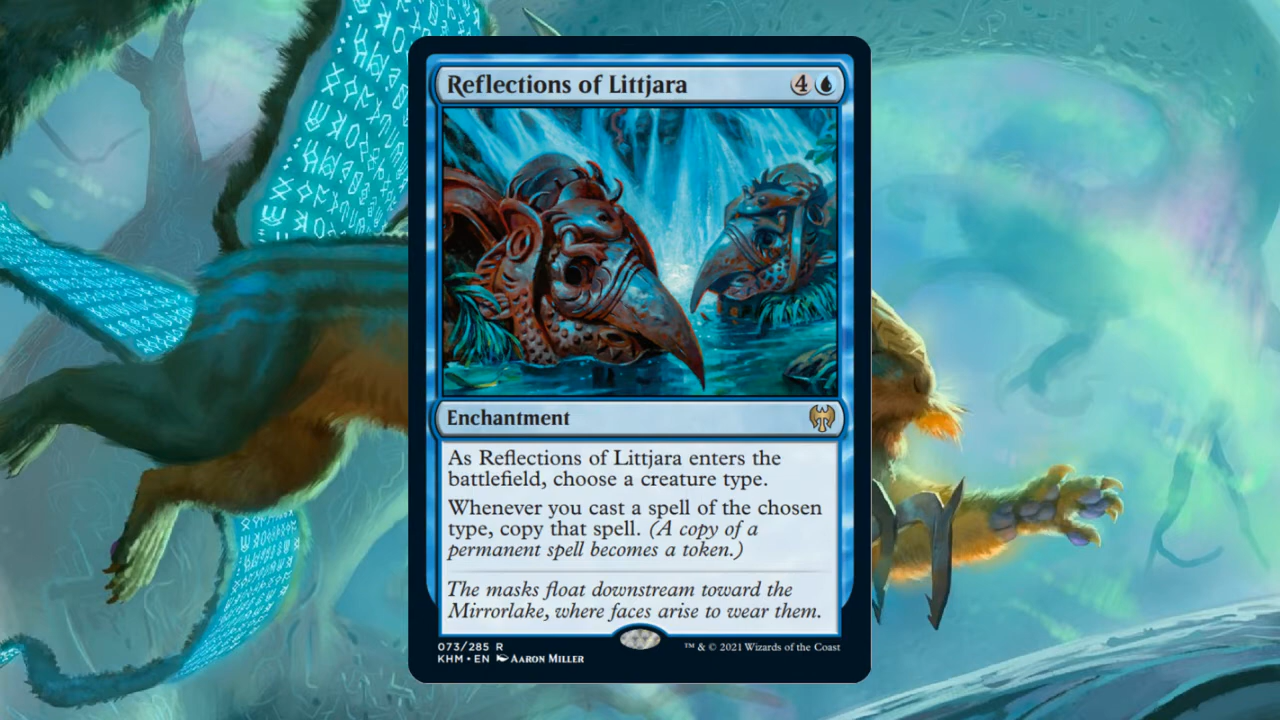 Reflections of Littjara 4
Enchantment
As Reflections of Littjara enters the
battlefield, choose a creature type.
Whenever you cast a spell of the chosen
type, copy that spell. (A copy of a
permanent spell becomes a token.)
The masks float downstream toward the
Mirrorlake, where faces arise to wear them.
073/285 R
KHM • EN Aaron Miller
™ & © 2021 Wizards of the Coast